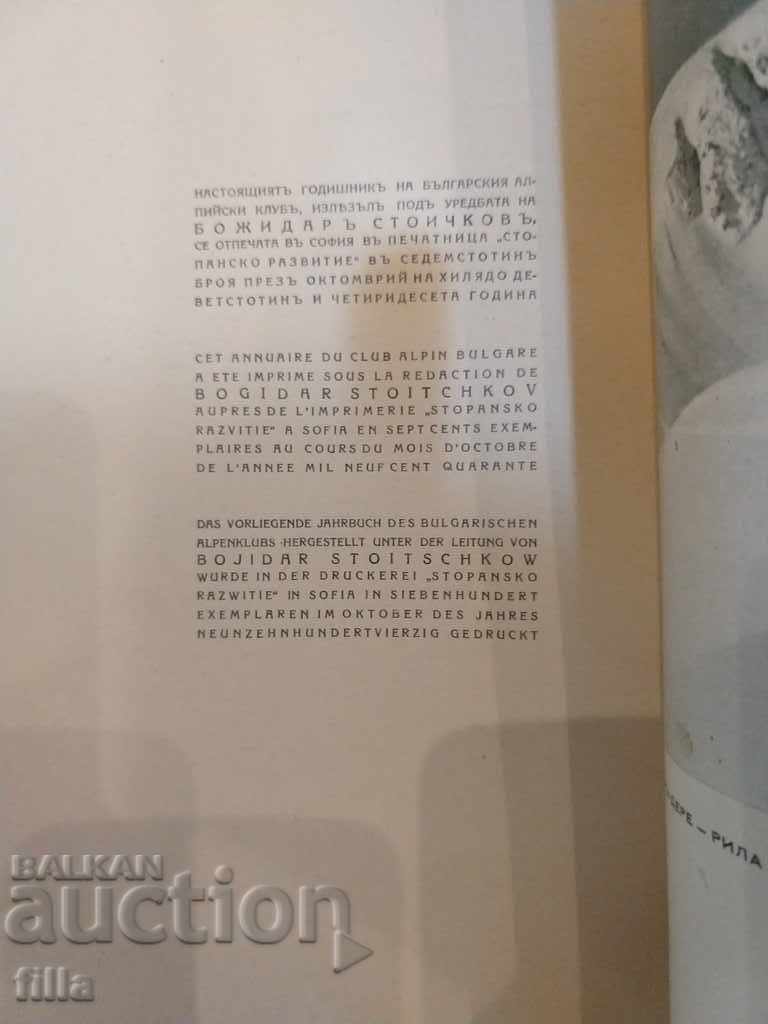 НАСТОЯЩИЯТЪ ГОДИШНИКЪ НА БЪЛГАРСКИЯ АЛ-
ПИЙСКИ КЛУБЪ, ИЗЛѢЗЪЛЪ ПОДЪ УРЕДБАТА НА
БОЖИДАРЪ СТОИЧКОВЪ,
СЕ ОТПЕЧАТА ВЪ СОФИЯ ВЪ ПЕЧАТНИЦА „СТО-
ПАНСКО РАЗВИТИЕ“ ВЪ СЕДЕМСТОТИНЪ
БРОЯ ПРЕЗЪ ОКТОМВРИЙ НА ХИЛЯДО ДЕ-
ВЕТСТОТИНЪ И ЧЕТИРИДЕСЕТА ГОДИНА
CET ANNUAIRE DU CLUB ALPIN BULGARE
A ETE IMPRIME SOUS LA REDACTION DE
BOGIDAR STOITCHKOV
AUPRES DE L'IMPRIMERIE „STOPANSKO
RAZVITIE“ A SOFIA EN SEPT CENTS EXEM-
PLAIRES AU COURS DU MOIS D'OCTOBRE
DE L'ANNEE MIL NEUF CENT QUARANTE
DAS VORLIEGENDE JAHRBUCH DES BULGARISCHEN
ALPENKLUBS HERGESTELLT UNTER DER LEITUNG VON
BOJIDAR STOITSCHKOW
WURDE IN DER DRUCKEREI „STOPANSKO
RAZWITIE“ IN SOFIA IN SIEBENHUNDERT
EXEMPLAREN IM OKTOBER DES JAHRES
NEUNZEHNHUNDERTVIERZIG GEDRUCKT
— РИЛА
BALKAN
auction
filla